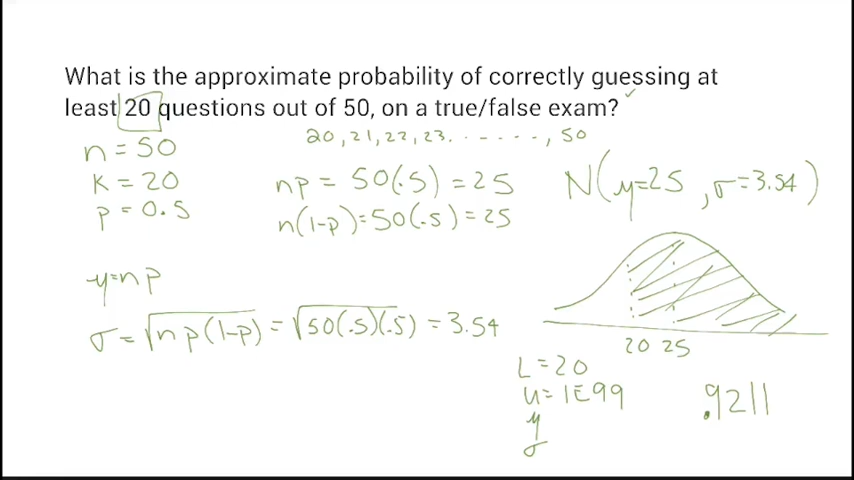 What is the approximate probability of correctly guessing at
least 20 questions out of 50, on a true/false exam? ✓
20, 21, 22, 23. . . . . . . , 50
n = 50
K = 20
p = 0.5
np = 50(.5) = 25
n(1-p) = 50(.5) = 25
N(μ=25, σ=3.54)
μ=np
σ = √np(1-p) = √50(.5)(.5) = 3.54
20 25
L = 20
u = 1E99
μ
σ
.9211